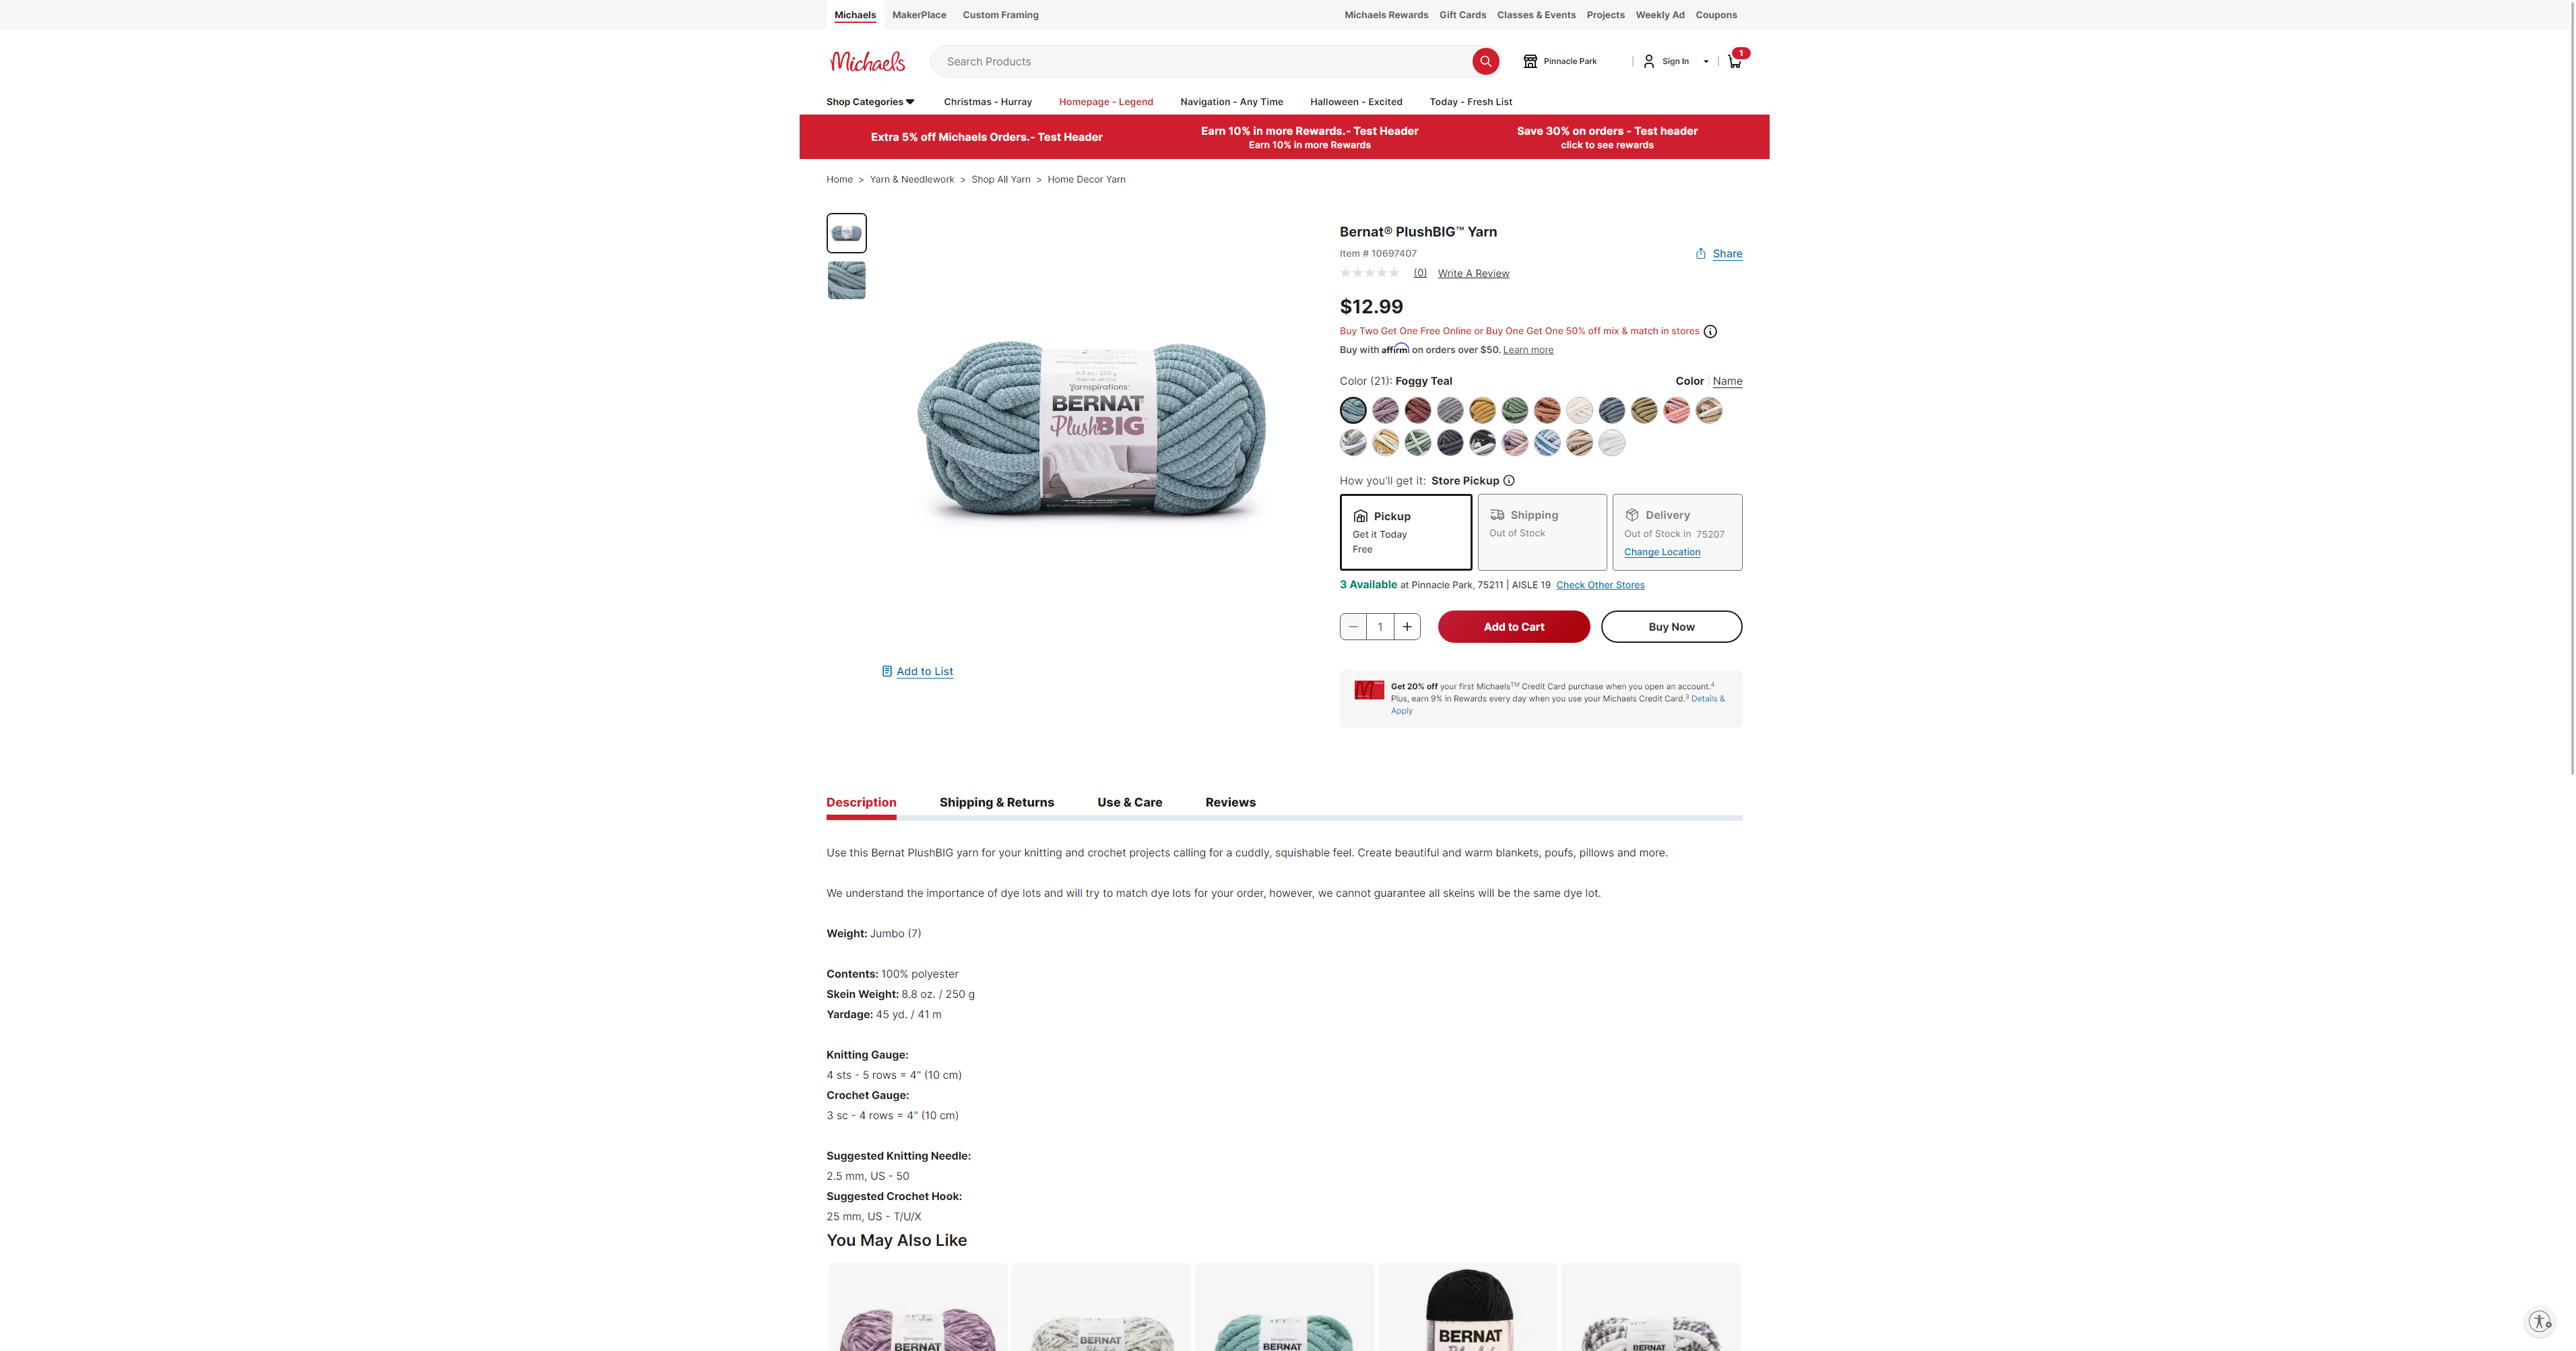 Michaels MakerPlace Custom Framing Michaels Rewards Gift Cards Classes & Events Projects Weekly Ad Coupons
Michaels Search Products Pinnacle Park | Sign In | 1
Shop Categories Christmas - Hurray Homepage - Legend Navigation - Any Time Halloween - Excited Today - Fresh List
Extra 5% off Michaels Orders.- Test Header
Earn 10% in more Rewards.- Test Header
Earn 10% in more Rewards
Save 30% on orders - Test header
click to see rewards
Home > Yarn & Needlework > Shop All Yarn > Home Decor Yarn
8.8 oz / 250 g
Yarnspirations
BERNAT
PlushBIG
Add to List
Bernat® PlushBIG™ Yarn
Item # 10697407 Share
(0) Write A Review
$12.99
Buy Two Get One Free Online or Buy One Get One 50% off mix & match in stores
Buy with affirm on orders over $50. Learn more
Color (21): Foggy Teal Color | Name
How you'll get it: Store Pickup
Pickup
Get it Today
Free
Shipping
Out of Stock
Delivery
Out of Stock in 75207
Change Location
3 Available at Pinnacle Park, 75211 | AISLE 19 Check Other Stores
− 1 + Add to Cart Buy Now
Get 20% off your first Michaels™ Credit Card purchase when you open an account.⁴
Plus, earn 9% in Rewards every day when you use your Michaels Credit Card.³ Details &
Apply
Description Shipping & Returns Use & Care Reviews
Use this Bernat PlushBIG yarn for your knitting and crochet projects calling for a cuddly, squishable feel. Create beautiful and warm blankets, poufs, pillows and more.
We understand the importance of dye lots and will try to match dye lots for your order, however, we cannot guarantee all skeins will be the same dye lot.
Weight: Jumbo (7)
Contents: 100% polyester
Skein Weight: 8.8 oz. / 250 g
Yardage: 45 yd. / 41 m
Knitting Gauge:
4 sts - 5 rows = 4" (10 cm)
Crochet Gauge:
3 sc - 4 rows = 4" (10 cm)
Suggested Knitting Needle:
2.5 mm, US - 50
Suggested Crochet Hook:
25 mm, US - T/U/X
You May Also Like
BERNAT BERNAT BERNAT BERNAT BERNAT